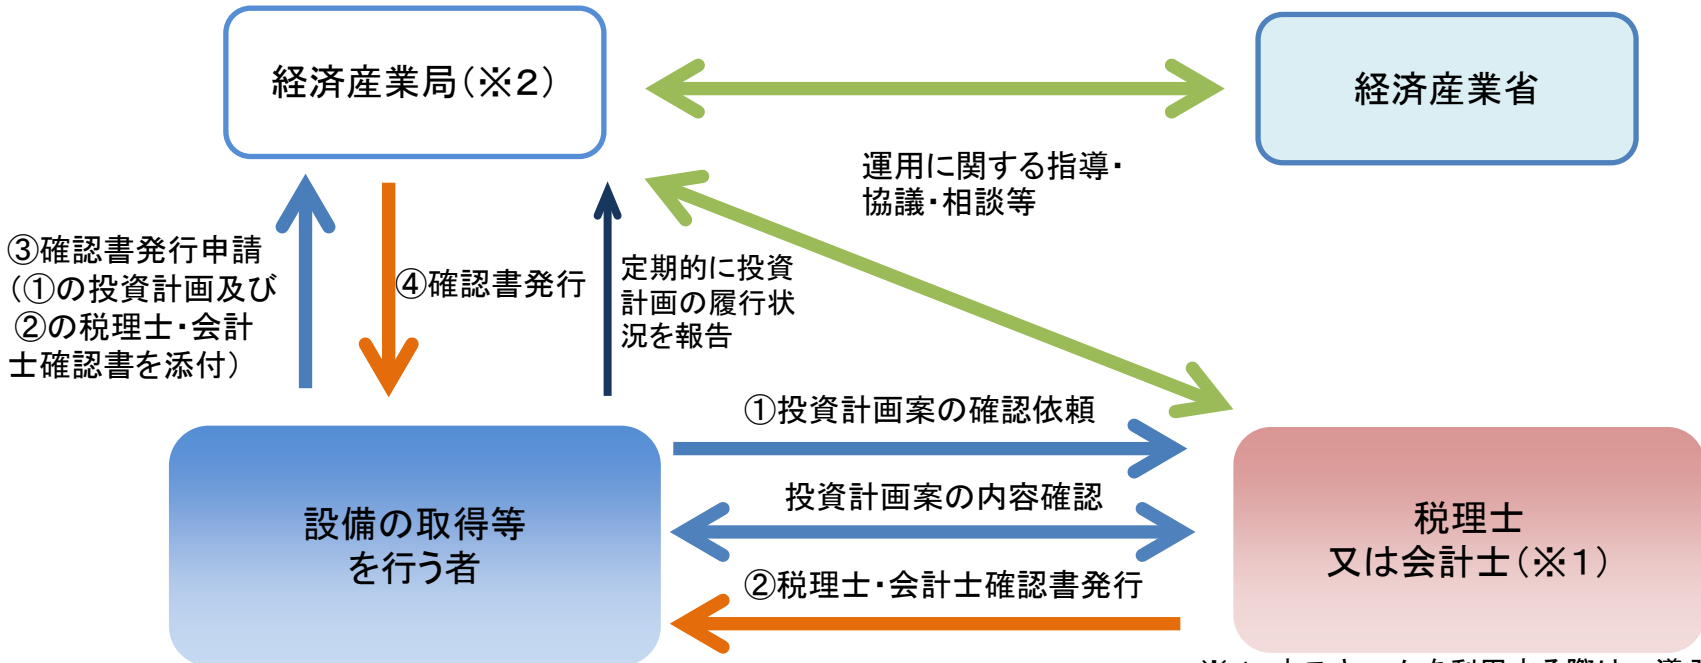 経済産業局（※２）
経済産業省
運用に関する指導・
協議・相談等
③確認書発行申請
（①の投資計画及び
②の税理士・会計
士確認書を添付）
④確認書発行
定期的に投資
計画の履行状
況を報告
①投資計画案の確認依頼
投資計画案の内容確認
②税理士・会計士確認書発行
設備の取得等
を行う者
税理士
又は会計士（※１）